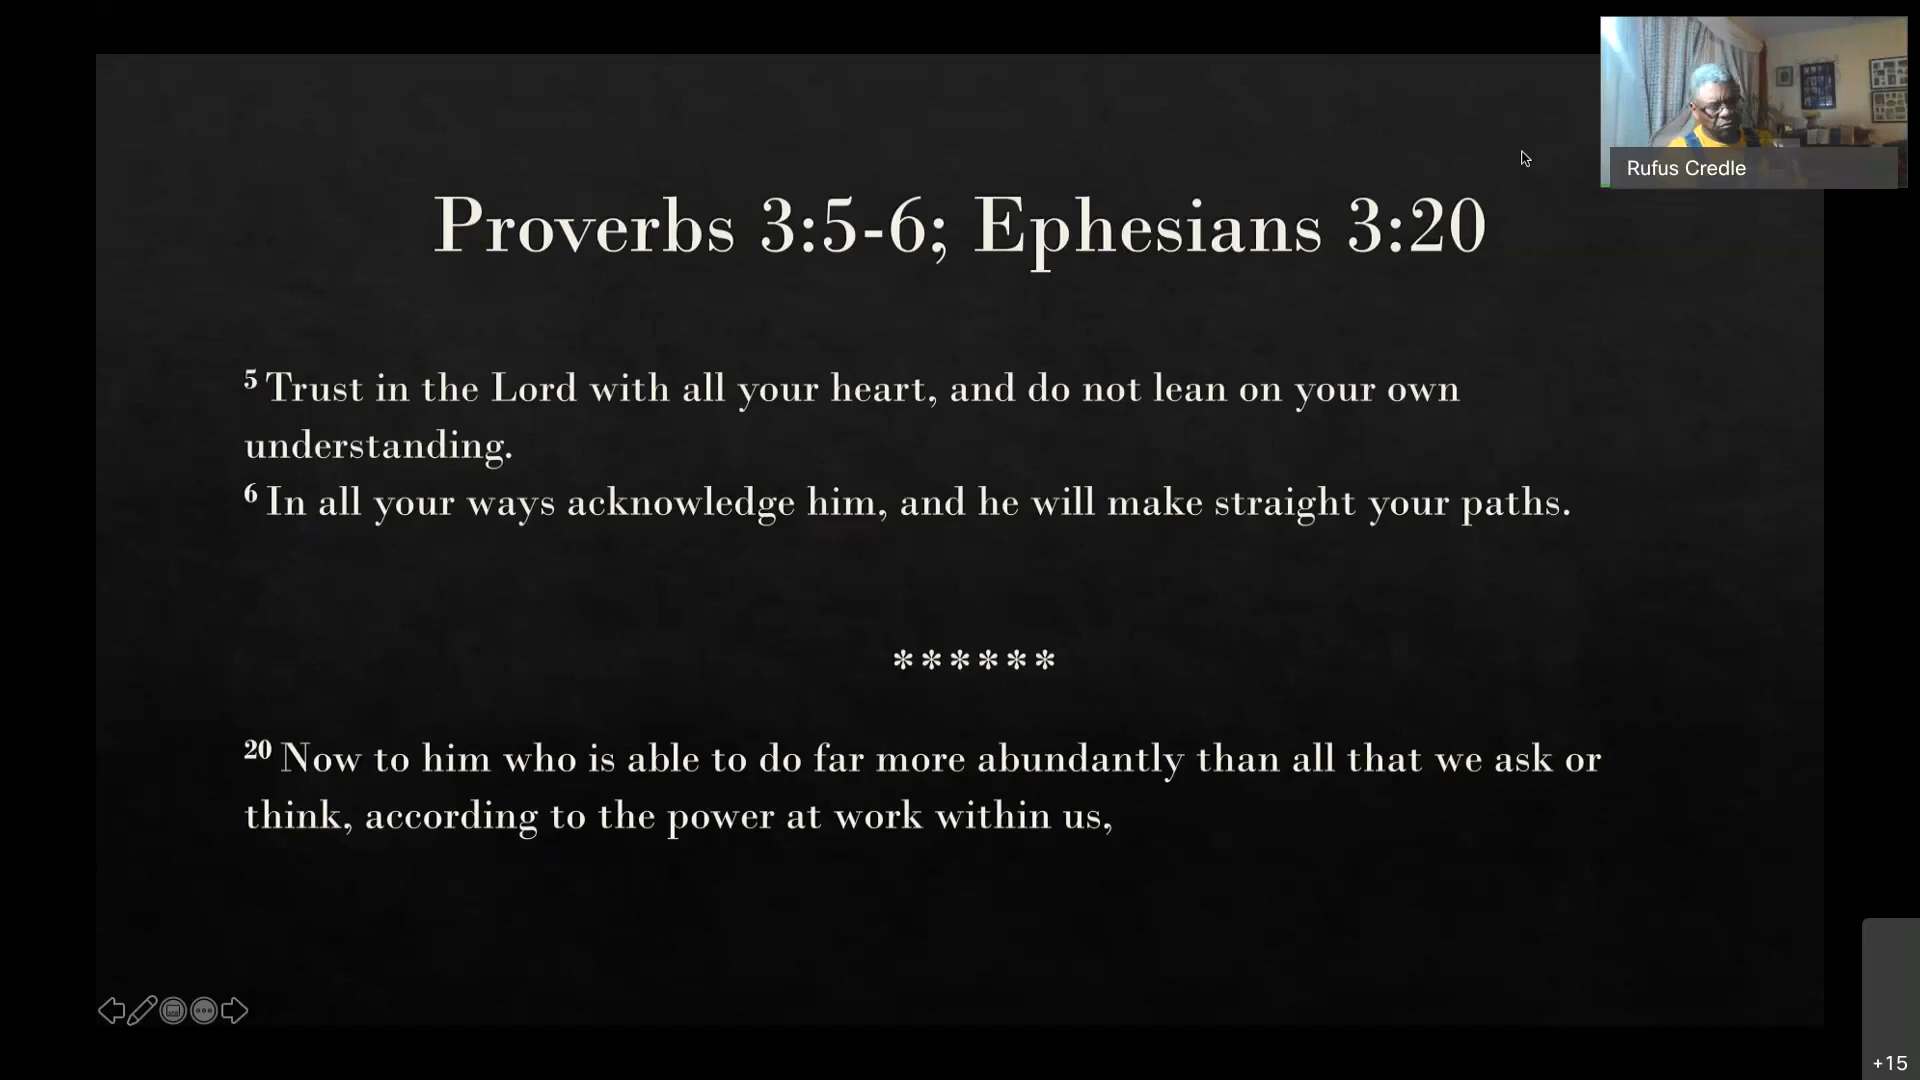 Rufus Credle
Proverbs 3:5-6; Ephesians 3:20
5 Trust in the Lord with all your heart, and do not lean on your own
understanding.
6 In all your ways acknowledge him, and he will make straight your paths.
******
20 Now to him who is able to do far more abundantly than all that we ask or
think, according to the power at work within us,
+15